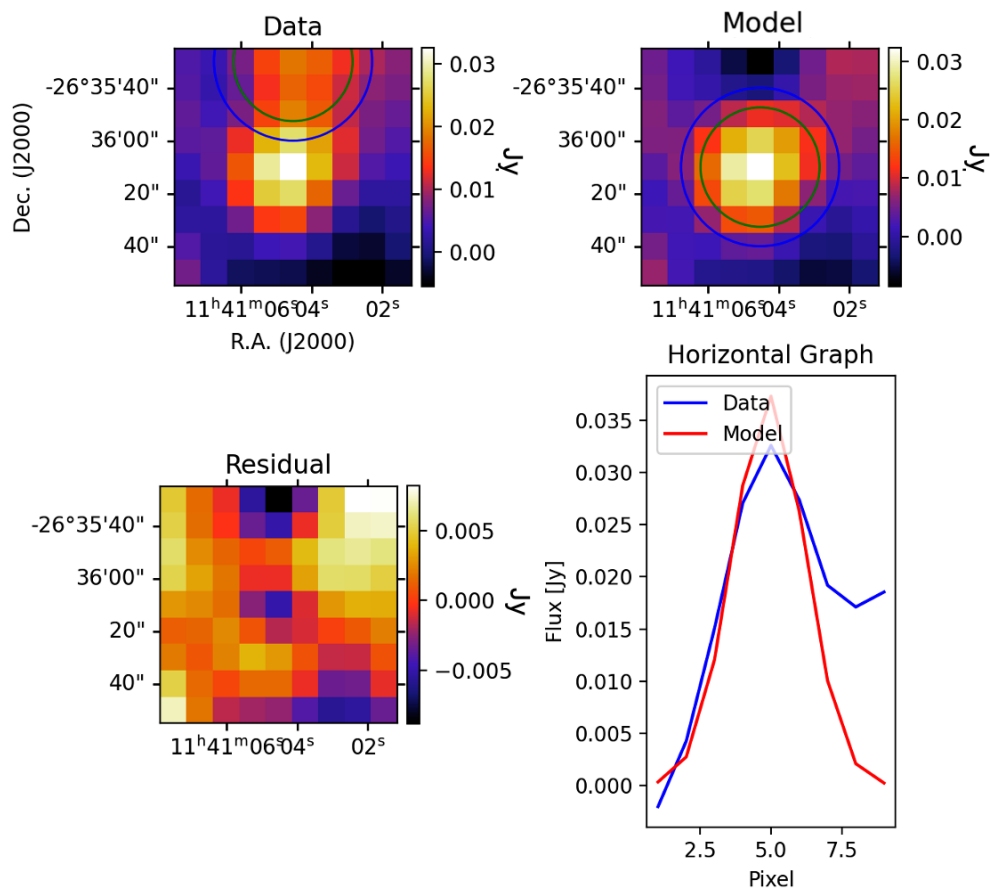 Data
Dec. (J2000)
-26°35'40"
36'00"
20"
40"
11ʰ41ᵐ06ˢ04ˢ 02ˢ
R.A. (J2000)
0.03
0.02
0.01
0.00
Jy
Model
-26°35'40"
36'00"
20"
40"
11ʰ41ᵐ06ˢ04ˢ 02ˢ
0.03
0.02
0.01
0.00
Jy
Residual
-26°35'40"
36'00"
20"
40"
11ʰ41ᵐ06ˢ04ˢ 02ˢ
0.005
0.000
−0.005
Jy
Horizontal Graph
Data
Model
Flux [Jy]
0.035
0.030
0.025
0.020
0.015
0.010
0.005
0.000
2.5 5.0 7.5
Pixel